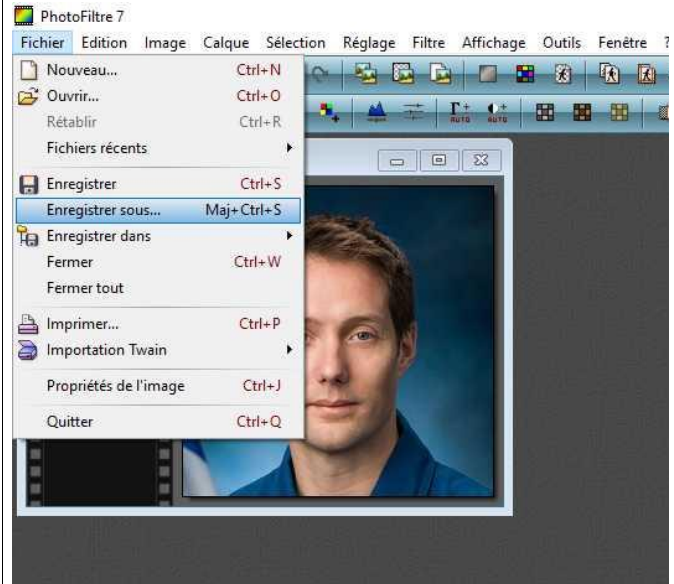 PhotoFiltre 7
Fichier Edition Image Calque Sélection Réglage Filtre Affichage Outils Fenêtre ?
Nouveau... Ctrl+N
Ouvrir... Ctrl+O
Rétablir Ctrl+R
Fichiers récents
Enregistrer Ctrl+S
Enregistrer sous... Maj+Ctrl+S
Enregistrer dans
Fermer Ctrl+W
Fermer tout
Imprimer... Ctrl+P
Importation Twain
Propriétés de l'image Ctrl+J
Quitter Ctrl+Q
AUTO AUTO